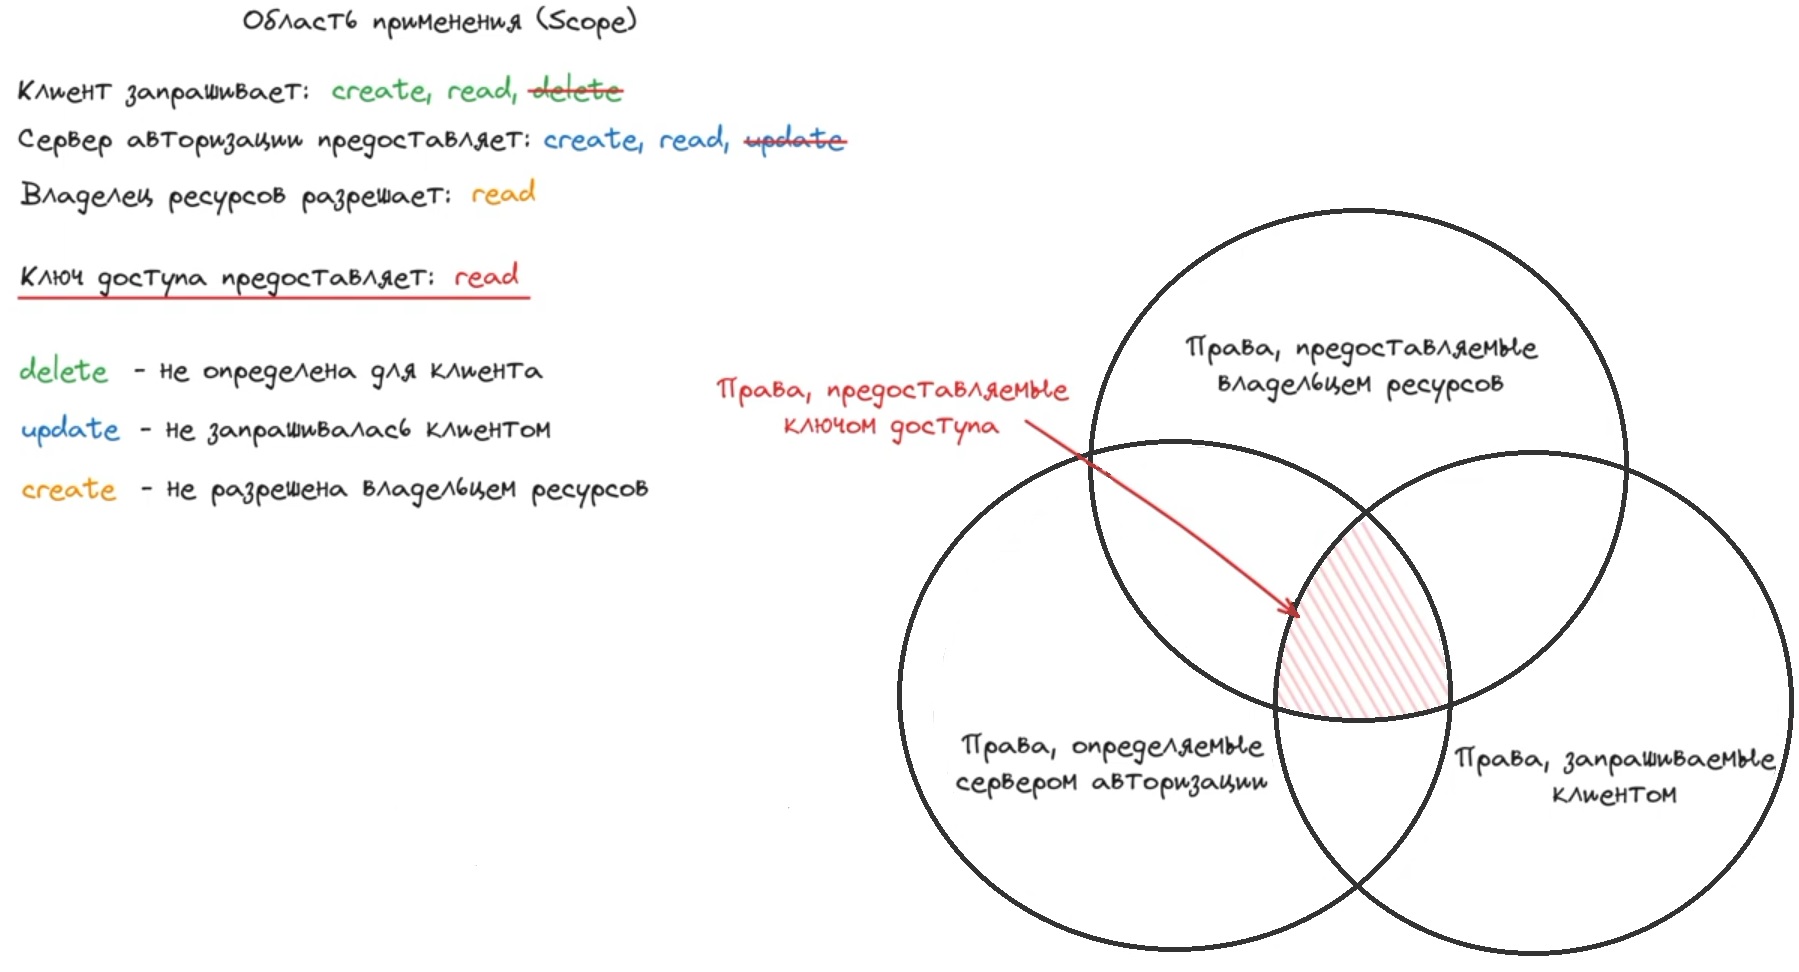 Область применения (Scope)
Клиент запрашивает: create, read, delete
Сервер авторизации предоставляет: create, read, update
Владелец ресурсов разрешает: read
Ключ доступа предоставляет: read
delete - не определена для клиента
update - не запрашивалась клиентом
create - не разрешена владельцем ресурсов
Права, предоставляемые
владельцем ресурсов
Права, предоставляемые
ключом доступа
Права, определяемые
сервером авторизации
Права, запрашиваемые
клиентом